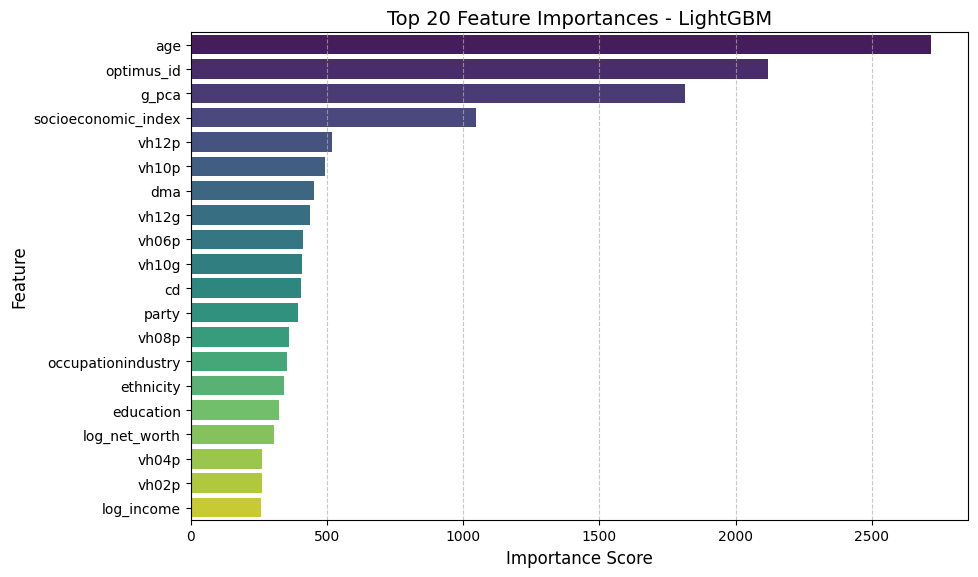 Top 20 Feature Importances - LightGBM
Feature
age
optimus_id
g_pca
socioeconomic_index
vh12p
vh10p
dma
vh12g
vh06p
vh10g
cd
party
vh08p
occupationindustry
ethnicity
education
log_net_worth
vh04p
vh02p
log_income
0 500 1000 1500 2000 2500
Importance Score